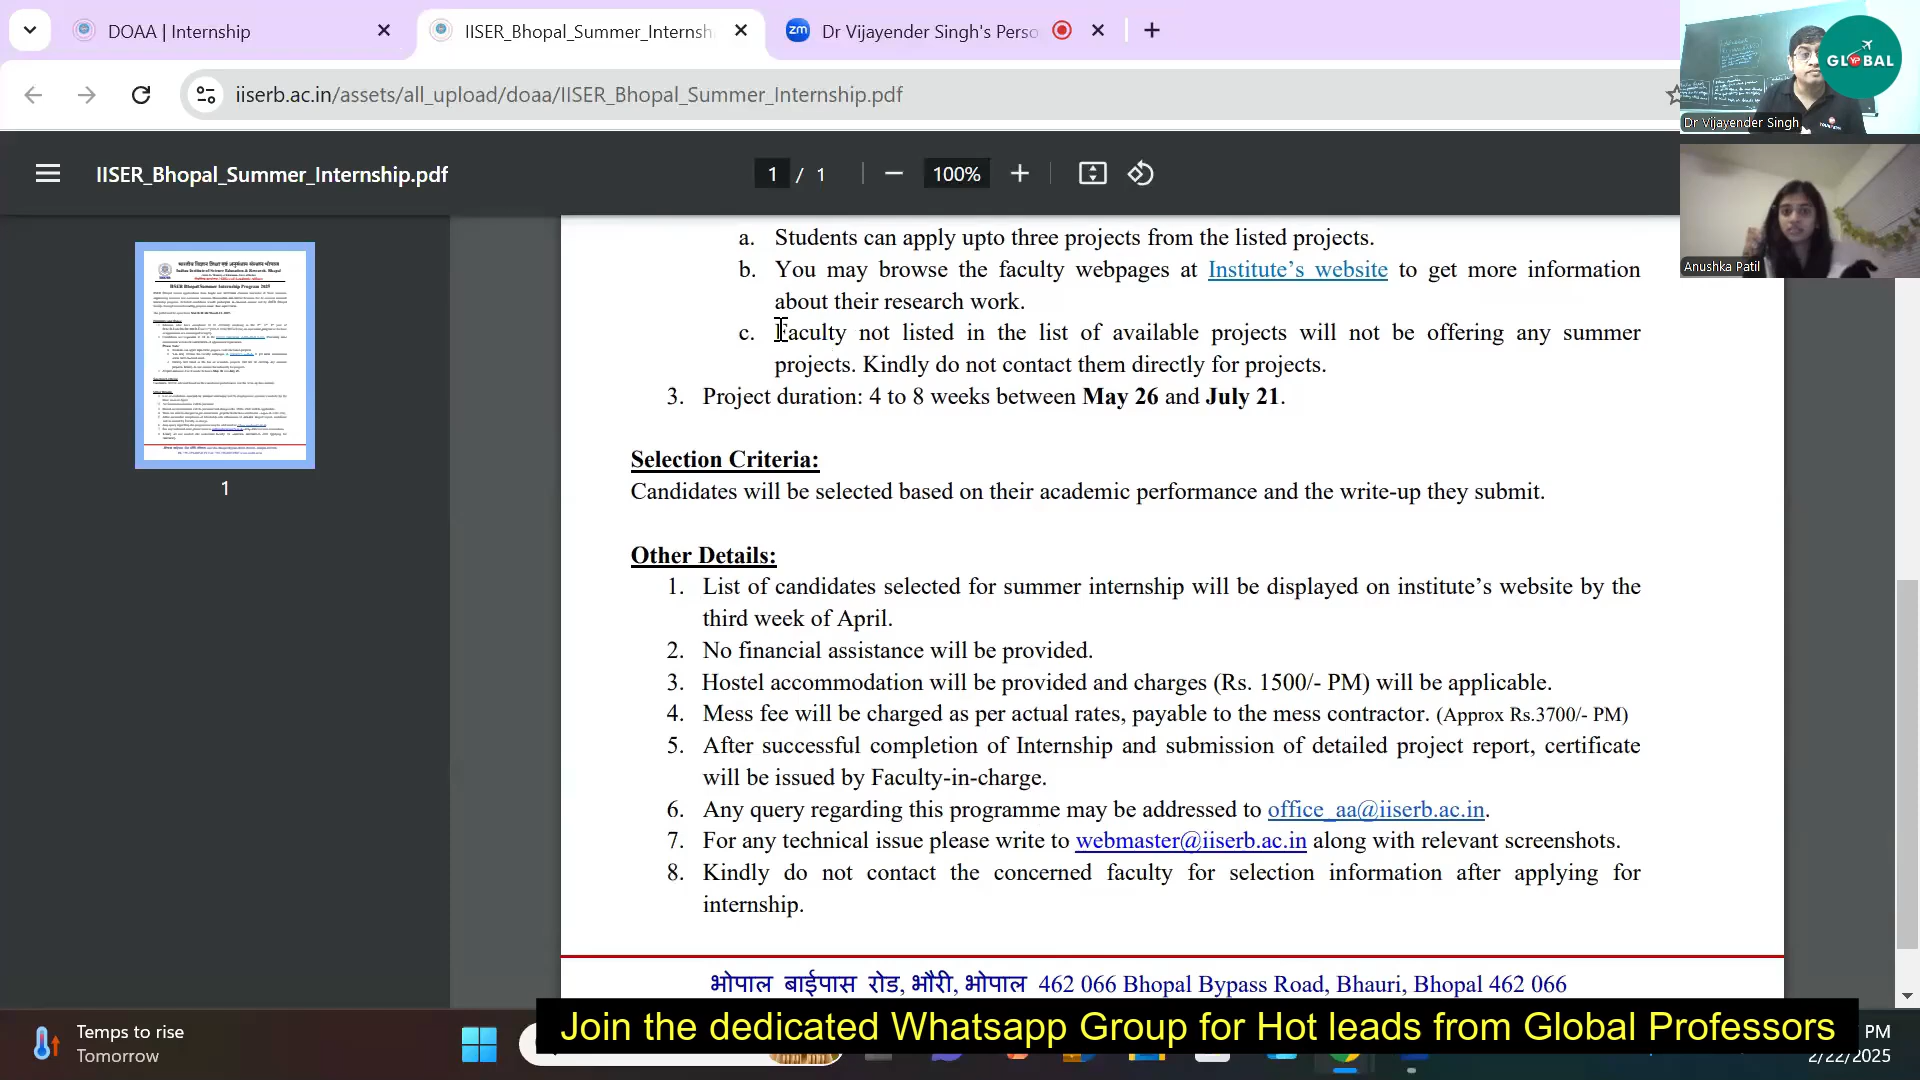 DOAA | Internship
IISER_Bhopal_Summer_Internsh
Dr Vijayender Singh's Perso
iiserb.ac.in/assets/all_upload/doaa/IISER_Bhopal_Summer_Internship.pdf
GLOBAL
Dr Vijayender Singh
IISER_Bhopal_Summer_Internship.pdf
1 / 1
100%
Anushka Patil
a. Students can apply upto three projects from the listed projects.
b. You may browse the faculty webpages at Institute's website to get more information
about their research work.
c. Faculty not listed in the list of available projects will not be offering any summer
projects. Kindly do not contact them directly for projects.
3. Project duration: 4 to 8 weeks between May 26 and July 21.
Selection Criteria:
Candidates will be selected based on their academic performance and the write-up they submit.
Other Details:
1. List of candidates selected for summer internship will be displayed on institute's website by the
third week of April.
2. No financial assistance will be provided.
3. Hostel accommodation will be provided and charges (Rs. 1500/- PM) will be applicable.
4. Mess fee will be charged as per actual rates, payable to the mess contractor. (Approx Rs.3700/- PM)
5. After successful completion of Internship and submission of detailed project report, certificate
will be issued by Faculty-in-charge.
6. Any query regarding this programme may be addressed to office_aa@iiserb.ac.in.
7. For any technical issue please write to webmaster@iiserb.ac.in along with relevant screenshots.
8. Kindly do not contact the concerned faculty for selection information after applying for
internship.
भोपाल बाईपास रोड, भौरी, भोपाल 462 066 Bhopal Bypass Road, Bhauri, Bhopal 462 066
1
Temps to rise
Tomorrow
Join the dedicated Whatsapp Group for Hot leads from Global Professors
PM
2/22/2025